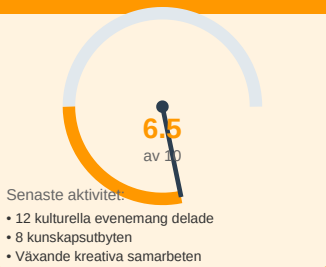 6.5
av 10
Senaste aktivitet:
• 12 kulturella evenemang delade
• 8 kunskapsutbyten
• Växande kreativa samarbeten